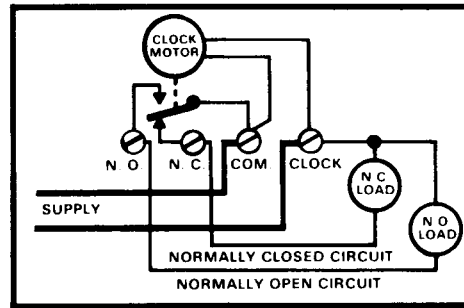 CLOCK
MOTOR
N. O. N. C. COM. CLOCK
N C
LOAD
SUPPLY
N O
LOAD
NORMALLY CLOSED CIRCUIT
NORMALLY OPEN CIRCUIT